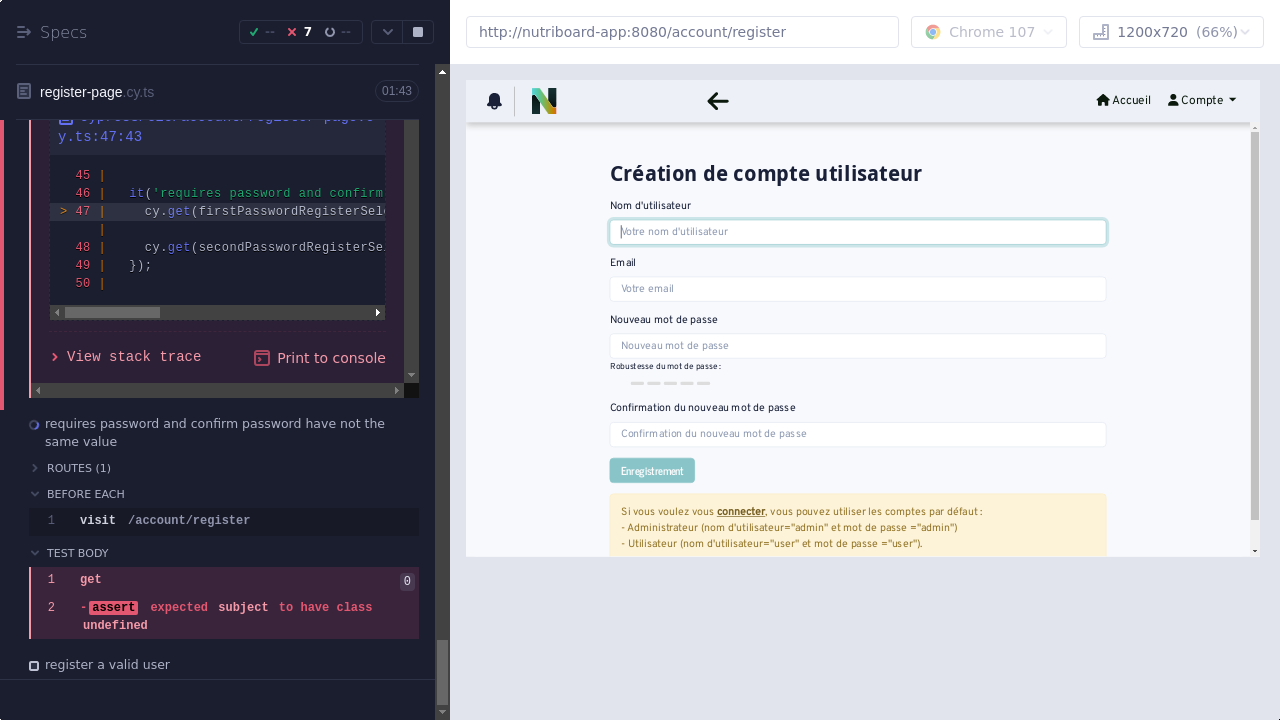 Specs
--
7
--
register-page.cy.ts
01:43
y.ts:47:43
45 |
46 | it('requires password and confirm
> 47 | cy.get(firstPasswordRegisterSele
|
48 | cy.get(secondPasswordRegisterSe
49 | });
50 |
View stack trace
Print to console
requires password and confirm password have not the
same value
ROUTES (1)
BEFORE EACH
1 visit /account/register
TEST BODY
1 get 0
2 -assert expected subject to have class
undefined
register a valid user
http://nutriboard-app:8080/account/register
Chrome 107
1200x720 (66%)
Accueil
Compte
Création de compte utilisateur
Nom d'utilisateur
Votre nom d'utilisateur
Email
Votre email
Nouveau mot de passe
Nouveau mot de passe
Robustesse du mot de passe :
Confirmation du nouveau mot de passe
Confirmation du nouveau mot de passe
Enregistrement
Si vous voulez vous connecter, vous pouvez utiliser les comptes par défaut :
- Administrateur (nom d'utilisateur="admin" et mot de passe ="admin")
- Utilisateur (nom d'utilisateur="user" et mot de passe ="user").